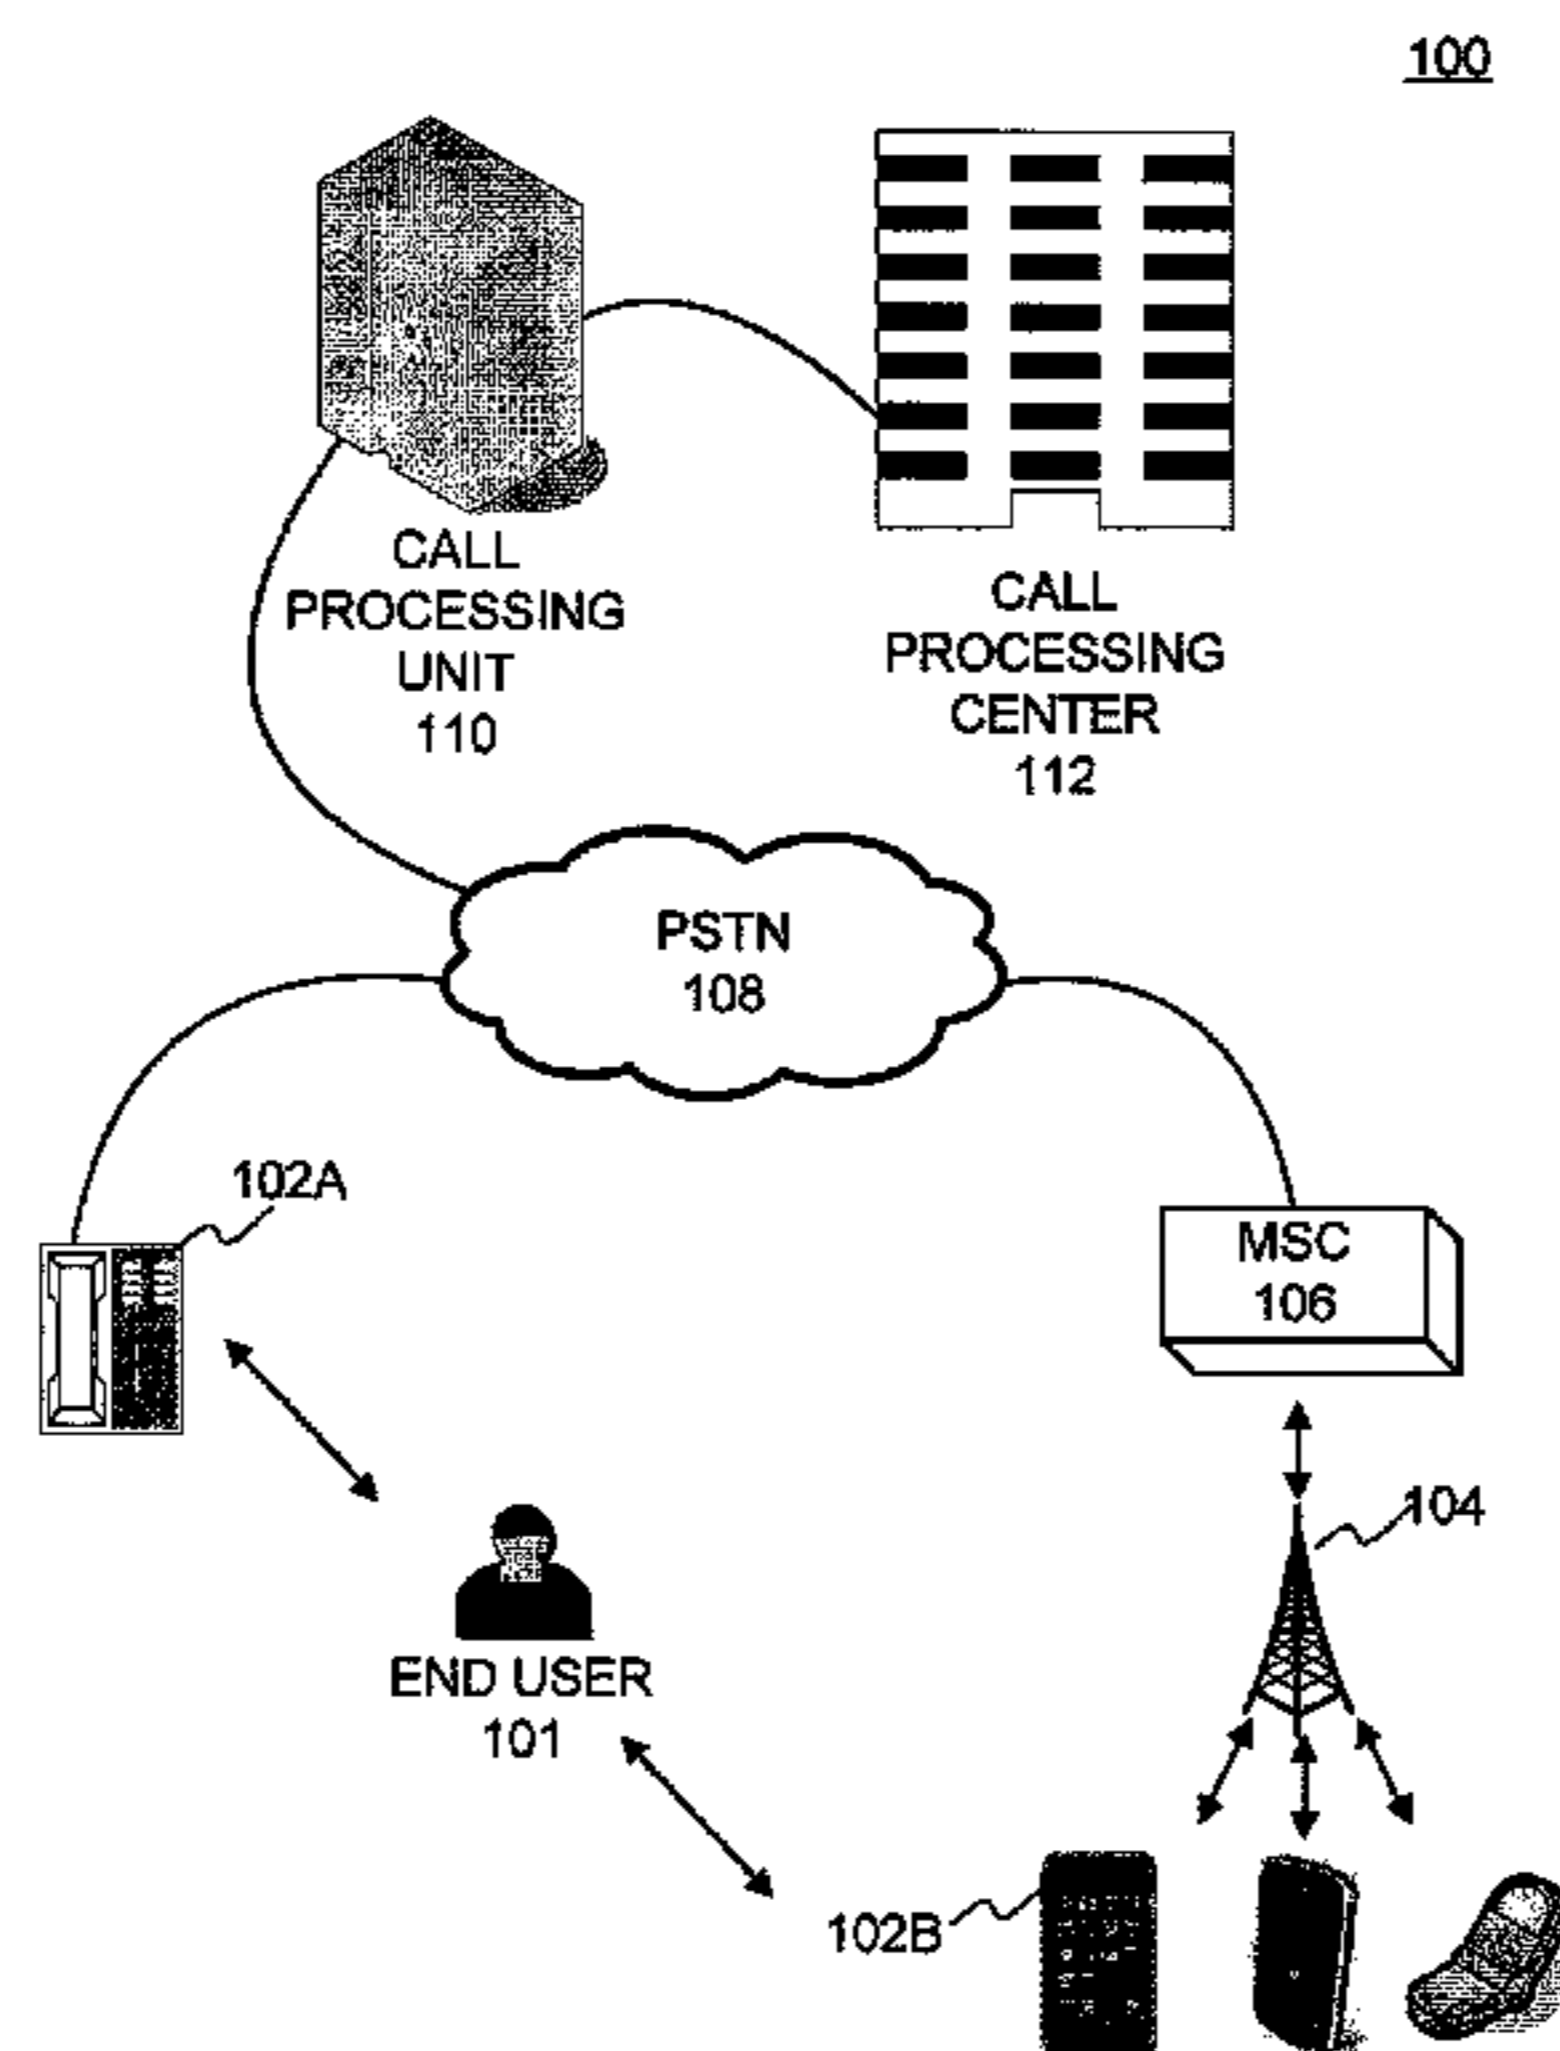 100
CALL
PROCESSING
UNIT
110
CALL
PROCESSING
CENTER
112
PSTN
108
102A
MSC
106
104
END USER
101
102B